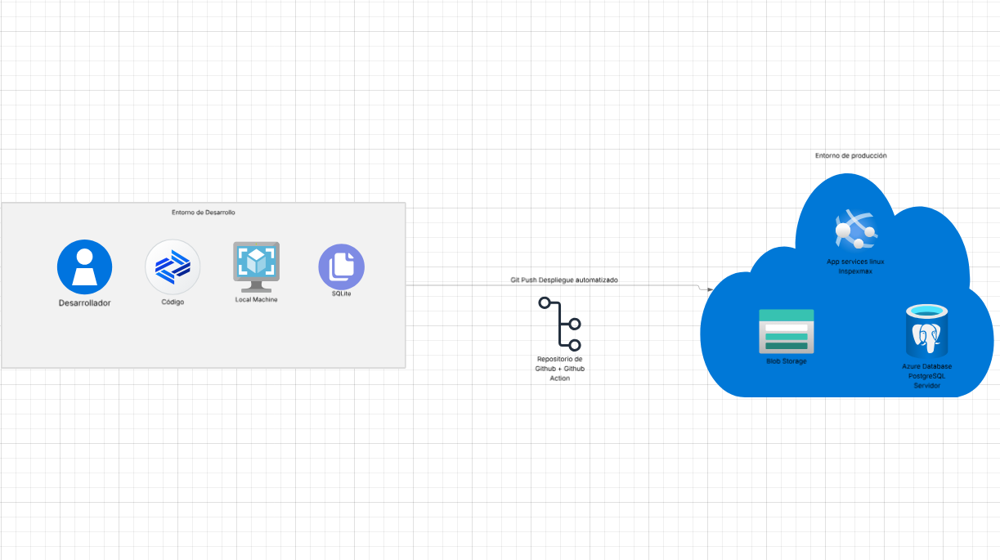 Entorno de producción
Entorno de Desarrollo
Desarrollador
Código
Local Machine
SQLite
Git Push Despliegue automatizado
Repositorio de
Github + Github
Action
App services linux
Inspexmax
Blob Storage
Azure Database
PostgreSQL
Servidor